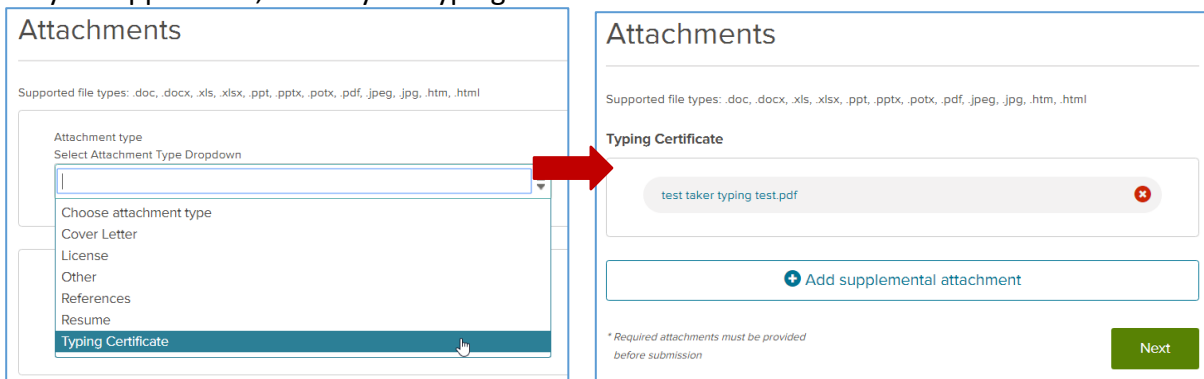 Attachments
Supported file types: .doc, .docx, .xls, .xlsx, .ppt, .pptx, .potx, .pdf, .jpeg, .jpg, .htm, .html
Attachment type
Select Attachment Type Dropdown
Choose attachment type
Cover Letter
License
Other
References
Resume
Typing Certificate
Attachments
Supported file types: .doc, .docx, .xls, .xlsx, .ppt, .pptx, .potx, .pdf, .jpeg, .jpg, .htm, .html
Typing Certificate
test taker typing test.pdf
Add supplemental attachment
* Required attachments must be provided
before submission
Next